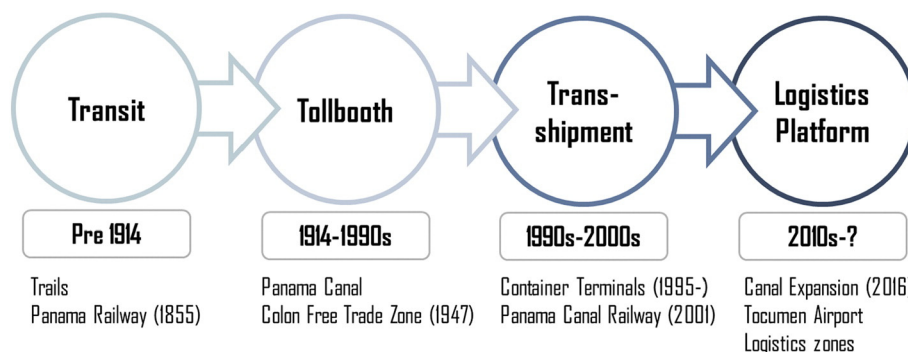 Transit
Tollbooth
Trans-
shipment
Logistics
Platform
Pre 1914
1914-1990s
1990s-2000s
2010s-?
Trails
Panama Railway (1855)
Panama Canal
Colon Free Trade Zone (1947)
Container Terminals (1995-)
Panama Canal Railway (2001)
Canal Expansion (2016)
Tocumen Airport
Logistics zones